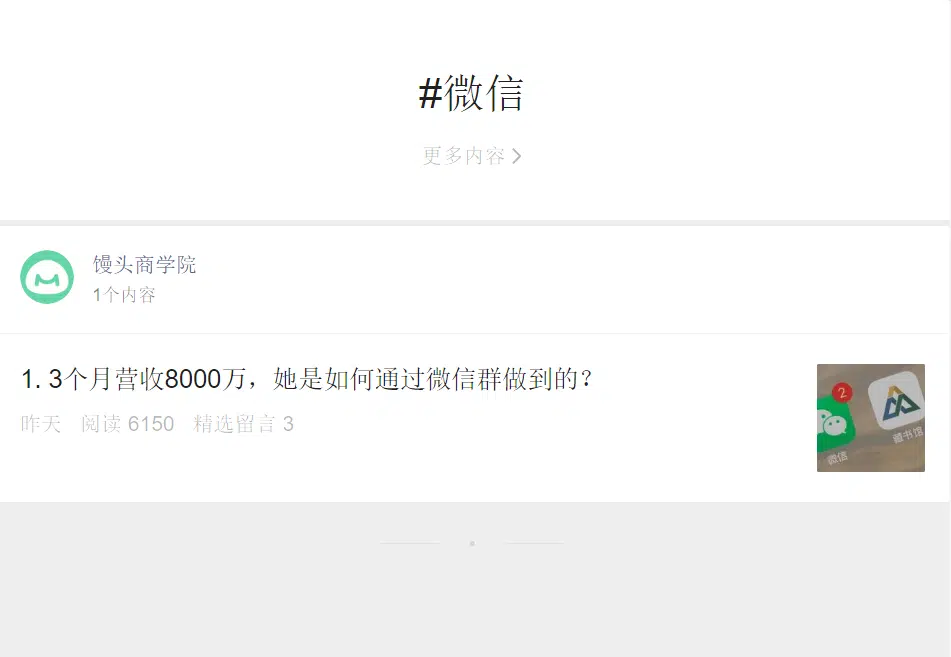 #微信
更多内容
馒头商学院
1个内容
1. 3个月营收8000万，她是如何通过微信群做到的？
昨天 阅读 6150 精选留言 3
2
微信
藏书馆